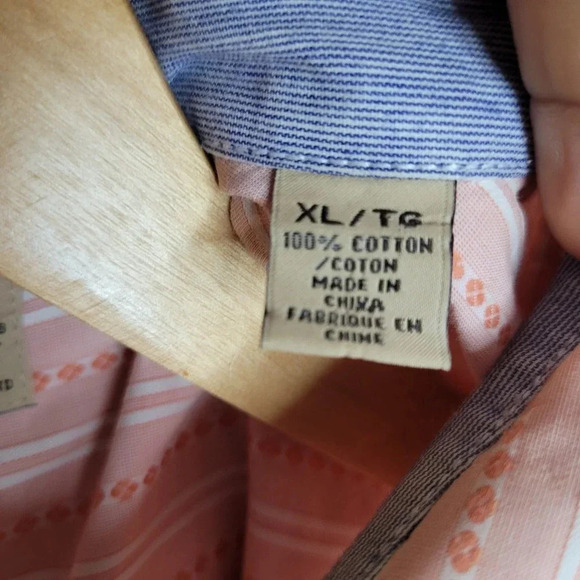 XL/TG
100% COTTON
/COTON
MADE IN
CHINA
FABRIQUE EN
CHINE